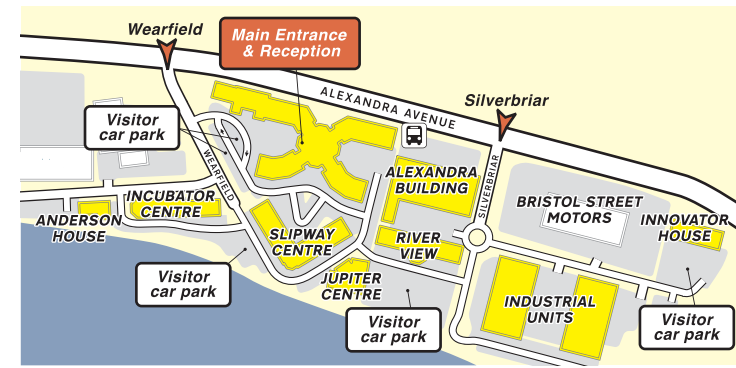 Wearfield
Main Entrance
& Reception
ALEXANDRA AVENUE
Silverbriar
Visitor
car park
WEARFIELD
ALEXANDRA
BUILDING
SILVERBRIAR
INCUBATOR
CENTRE
ANDERSON
HOUSE
BRISTOL STREET
MOTORS
INNOVATOR
HOUSE
SLIPWAY
CENTRE
RIVER
VIEW
Visitor
car park
JUPITER
CENTRE
INDUSTRIAL
UNITS
Visitor
car park
Visitor
car park